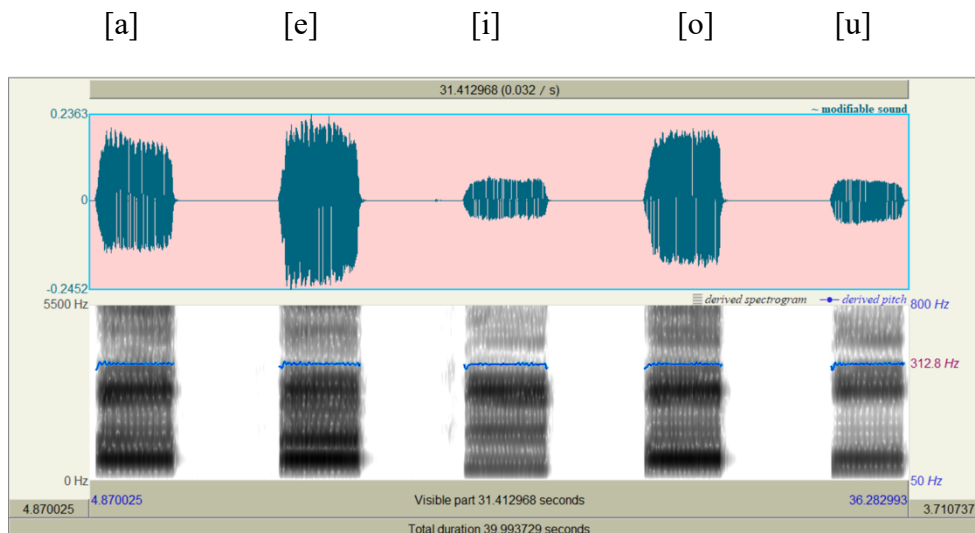 [a] [e] [i] [o] [u]
31.412968 (0.032 / s)
~ modifiable sound
0.2363
0
-0.2452
5500 Hz
derived spectrogram derived pitch
800 Hz
312.8 Hz
0 Hz
50 Hz
4.870025 Visible part 31.412968 seconds 36.282993
4.870025 3.710737
Total duration 39.993729 seconds